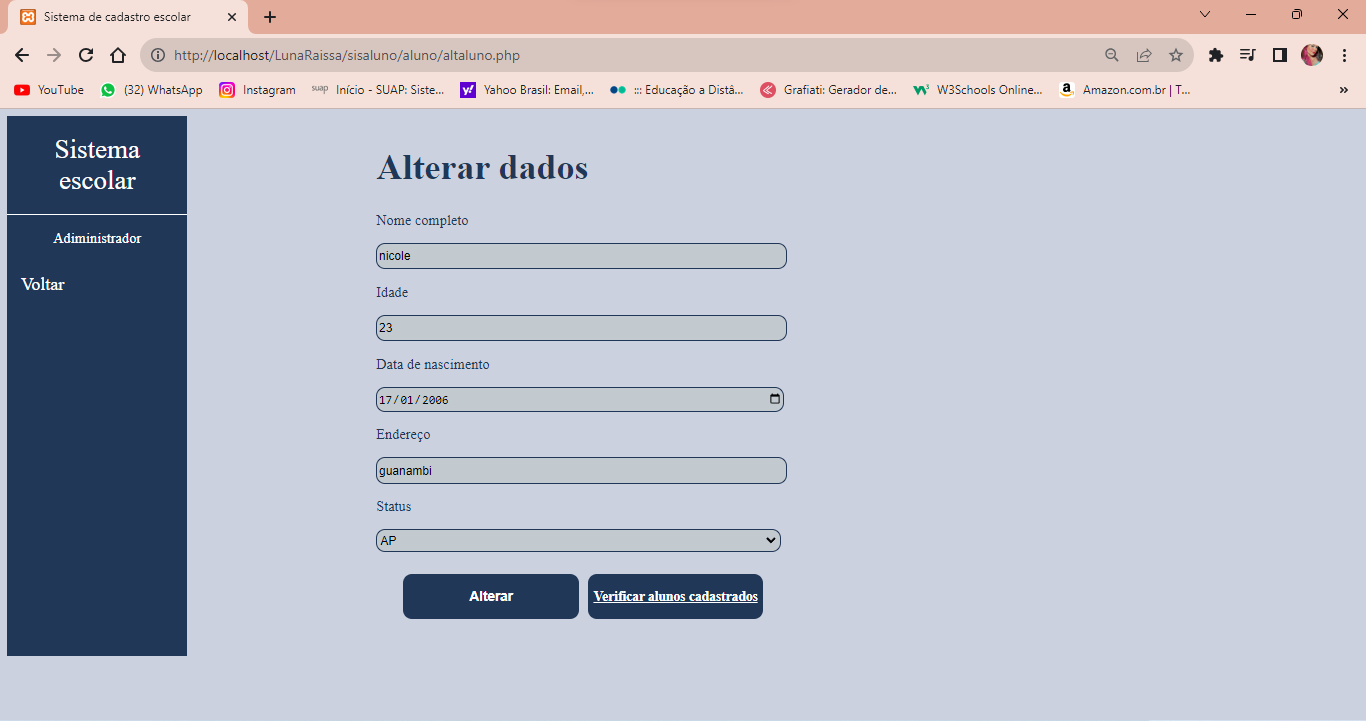 Sistema de cadastro escolar
http://localhost/LunaRaissa/sisaluno/aluno/altaluno.php
YouTube (32) WhatsApp Instagram suap Início - SUAP: Siste... Yahoo Brasil: Email,... ::: Educação a Distâ... Grafiati: Gerador de... W3Schools Online... Amazon.com.br | T... »
Sistema
escolar
Adiministrador
Voltar
Alterar dados
Nome completo
nicole
Idade
23
Data de nascimento
17/01/2006
Endereço
guanambi
Status
AP
Alterar Verificar alunos cadastrados